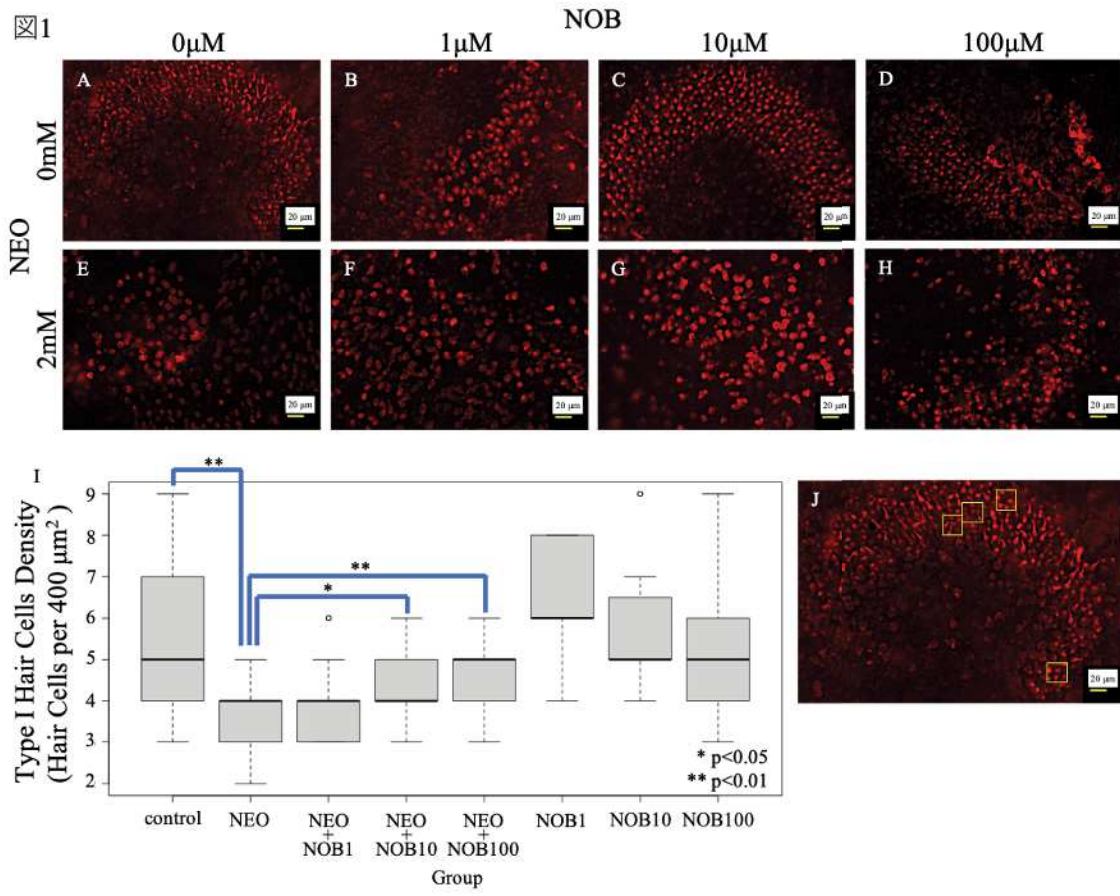 図1
NOB
0μM 1μM 10μM 100μM
NEO
0mM
A 20 μm
B 20 μm
C 20 μm
D 20 μm
2mM
E 20 μm
F 20 μm
G 20 μm
H 20 μm
I
Type I Hair Cells Density
(Hair Cells per 400 μm²)
9
8
7
6
5
4
3
2
**
**
*
* p<0.05
** p<0.01
control
NEO
NEO
+
NOB1
NEO
+
NOB10
NEO
+
NOB100
NOB1
NOB10
NOB100
Group
J
20 μm